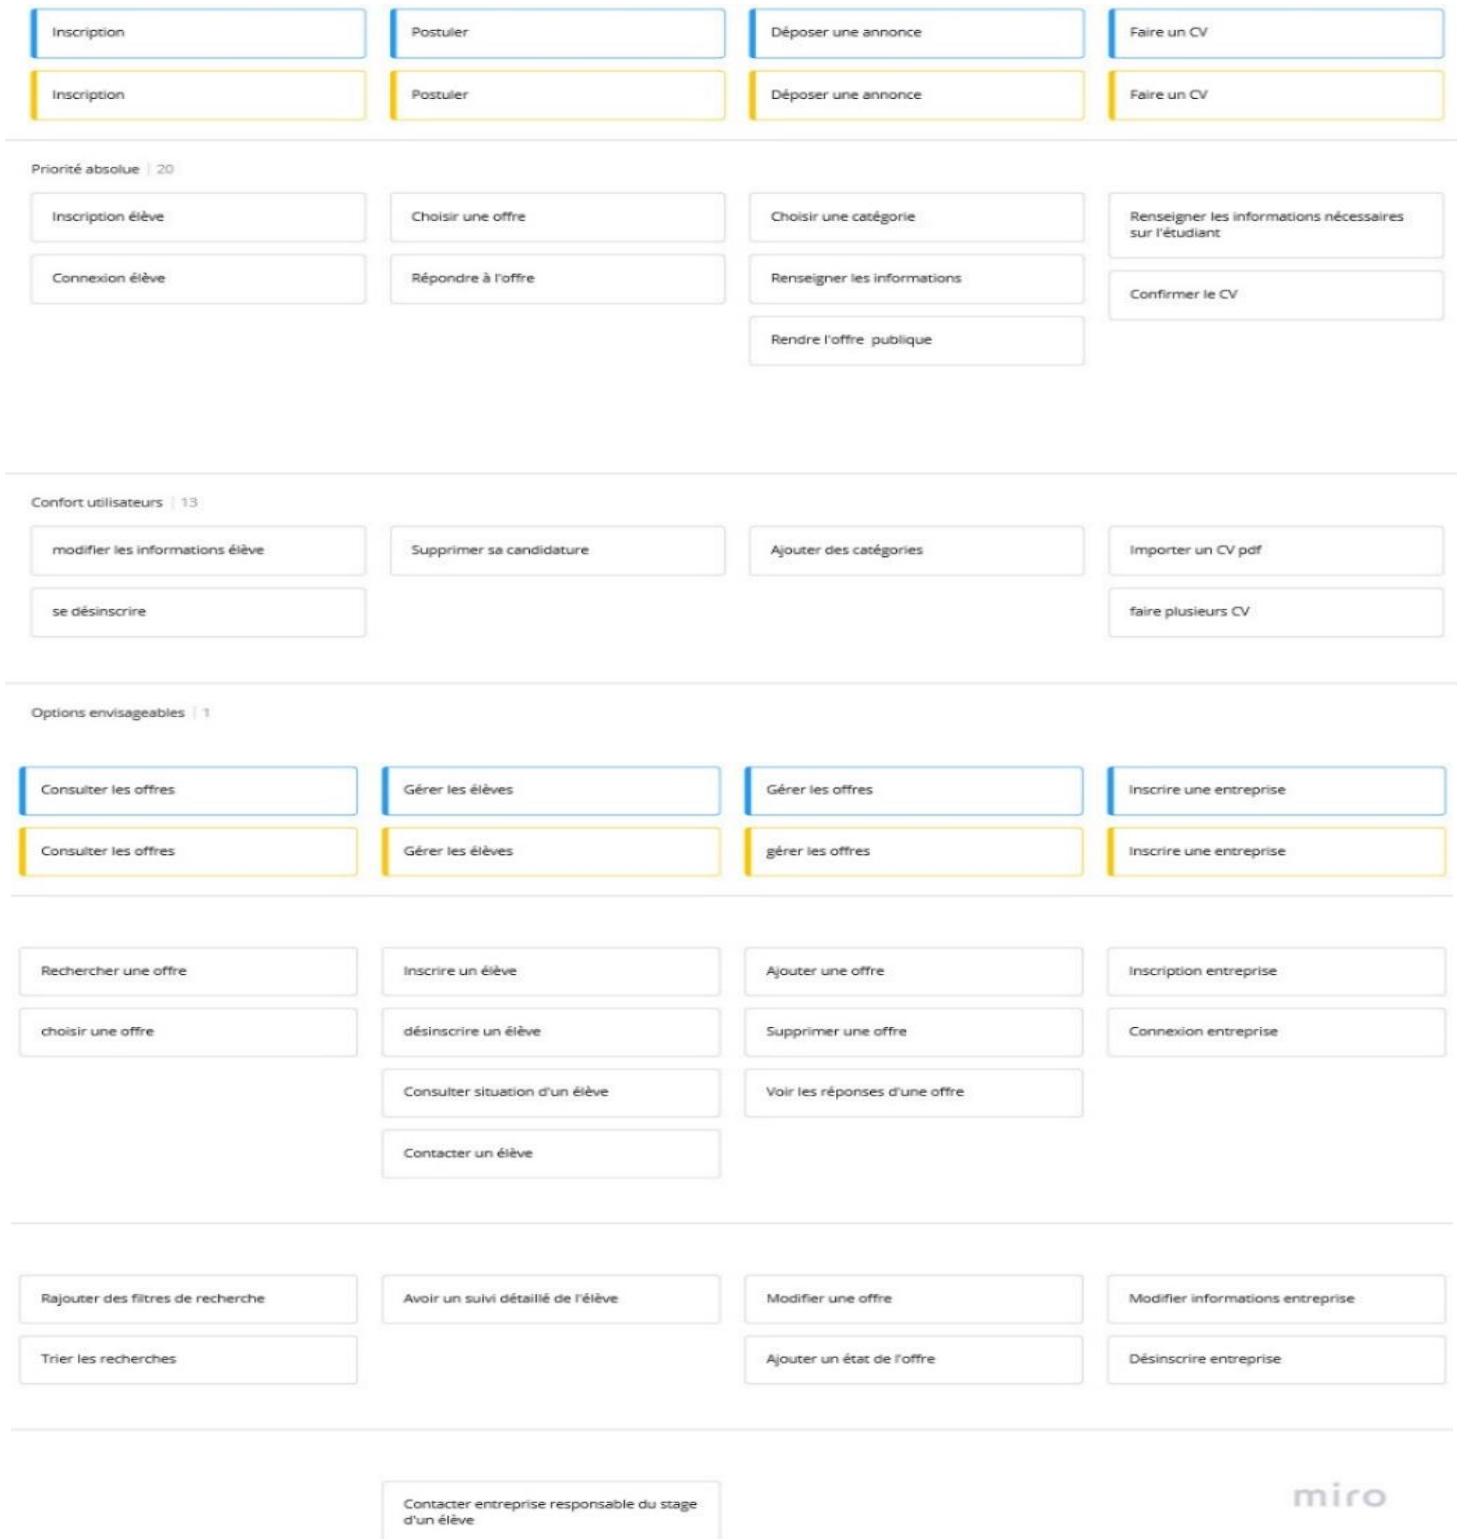 Inscription
Postuler
Déposer une annonce
Faire un CV
Inscription
Postuler
Déposer une annonce
Faire un CV
Priorité absolue | 20
Inscription élève
Choisir une offre
Choisir une catégorie
Renseigner les informations nécessaires
sur l'étudiant
Connexion élève
Répondre à l'offre
Renseigner les informations
Confirmer le CV
Rendre l'offre publique
Confort utilisateurs | 13
modifier les informations élève
Supprimer sa candidature
Ajouter des catégories
Importer un CV pdf
se désinscrire
faire plusieurs CV
Options envisageables | 1
Consulter les offres
Gérer les élèves
Gérer les offres
Inscrire une entreprise
Consulter les offres
Gérer les élèves
gérer les offres
Inscrire une entreprise
Rechercher une offre
Inscrire un élève
Ajouter une offre
Inscription entreprise
choisir une offre
désinscrire un élève
Supprimer une offre
Connexion entreprise
Consulter situation d'un élève
Voir les réponses d'une offre
Contacter un élève
Rajouter des filtres de recherche
Avoir un suivi détaillé de l'élève
Modifier une offre
Modifier informations entreprise
Trier les recherches
Ajouter un état de l'offre
Désinscrire entreprise
Contacter entreprise responsable du stage
d'un élève
miro